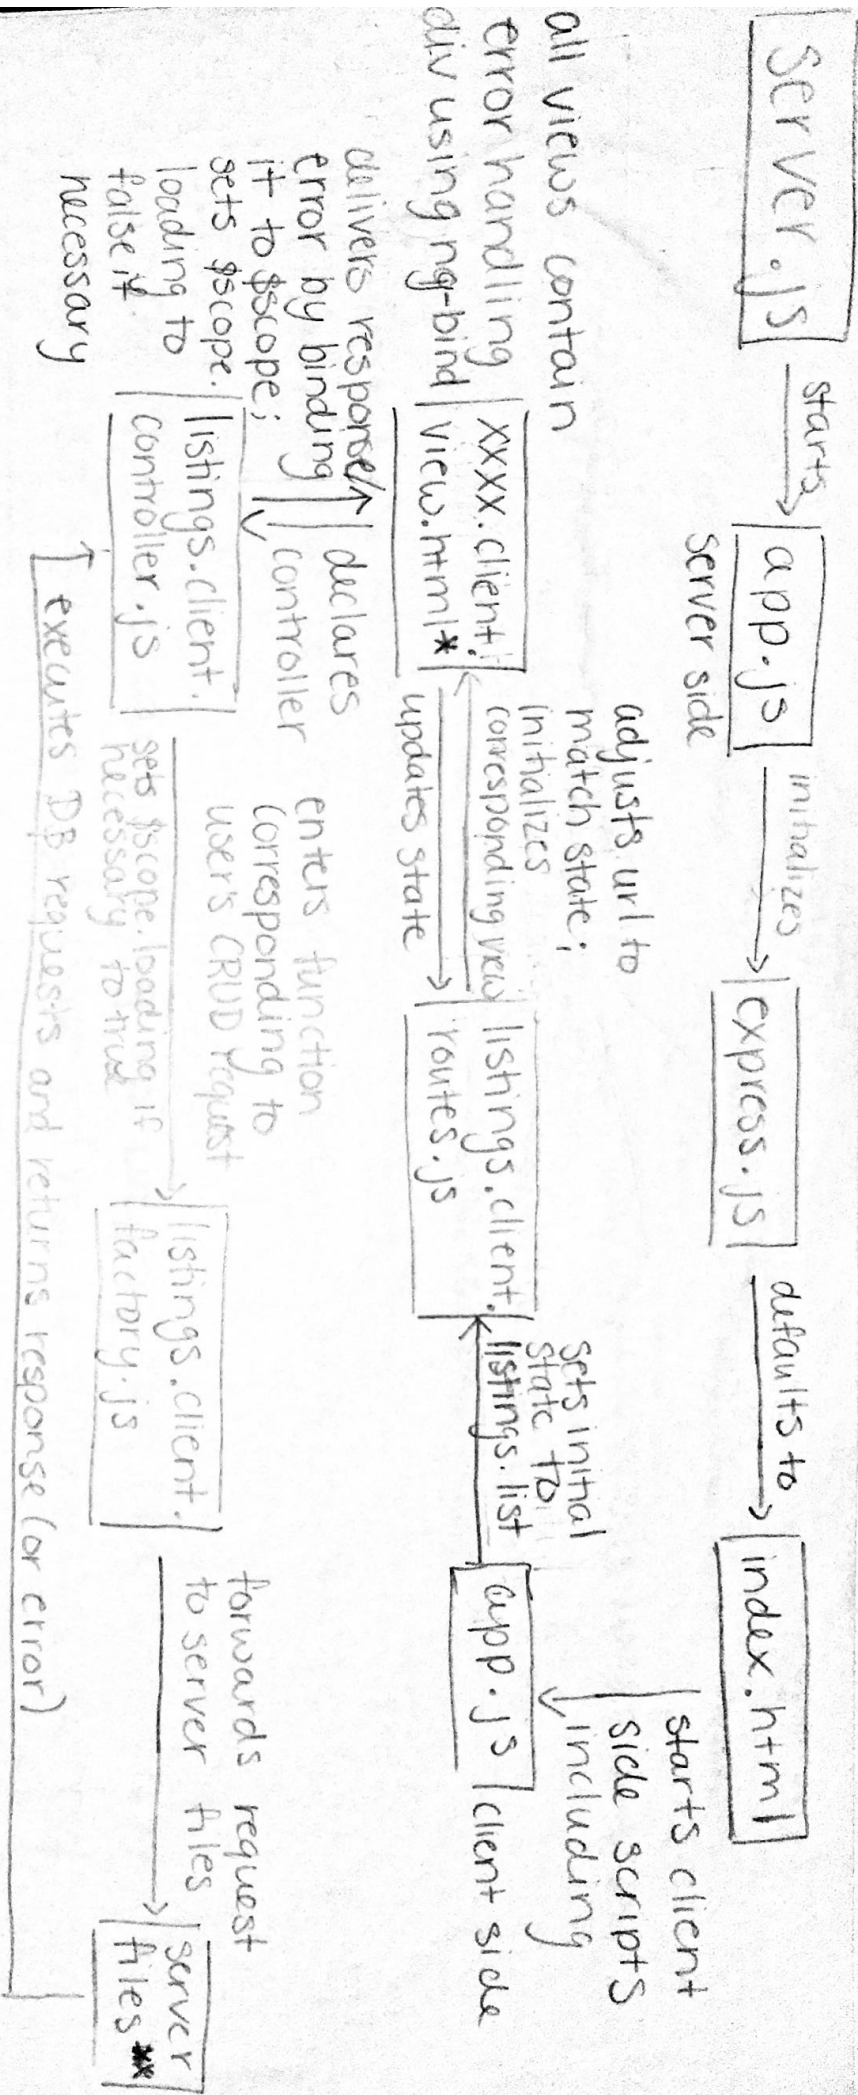 server.js
starts
app.js
server side
initializes
express.js
defaults to
index.html
starts client
side scripts
including
app.js
client side
sets initial
state to
listings.list
listings.client.
routes.js
adjusts url to
match state;
initializes
corresponding view
updates state
xxxx.client.
view.html*
all views contain
error handling
div using ng-bind
declares
controller
delivers response/
error by binding
it to $scope;
sets $scope.
loading to
false if
necessary
listings.client.
controller.js
enters function
corresponding to
users CRUD request
sets $scope.loading if
necessary to true
listings.client.
factory.js
forwards request
to server files
server
files**
executes DB requests and returns response (or error)